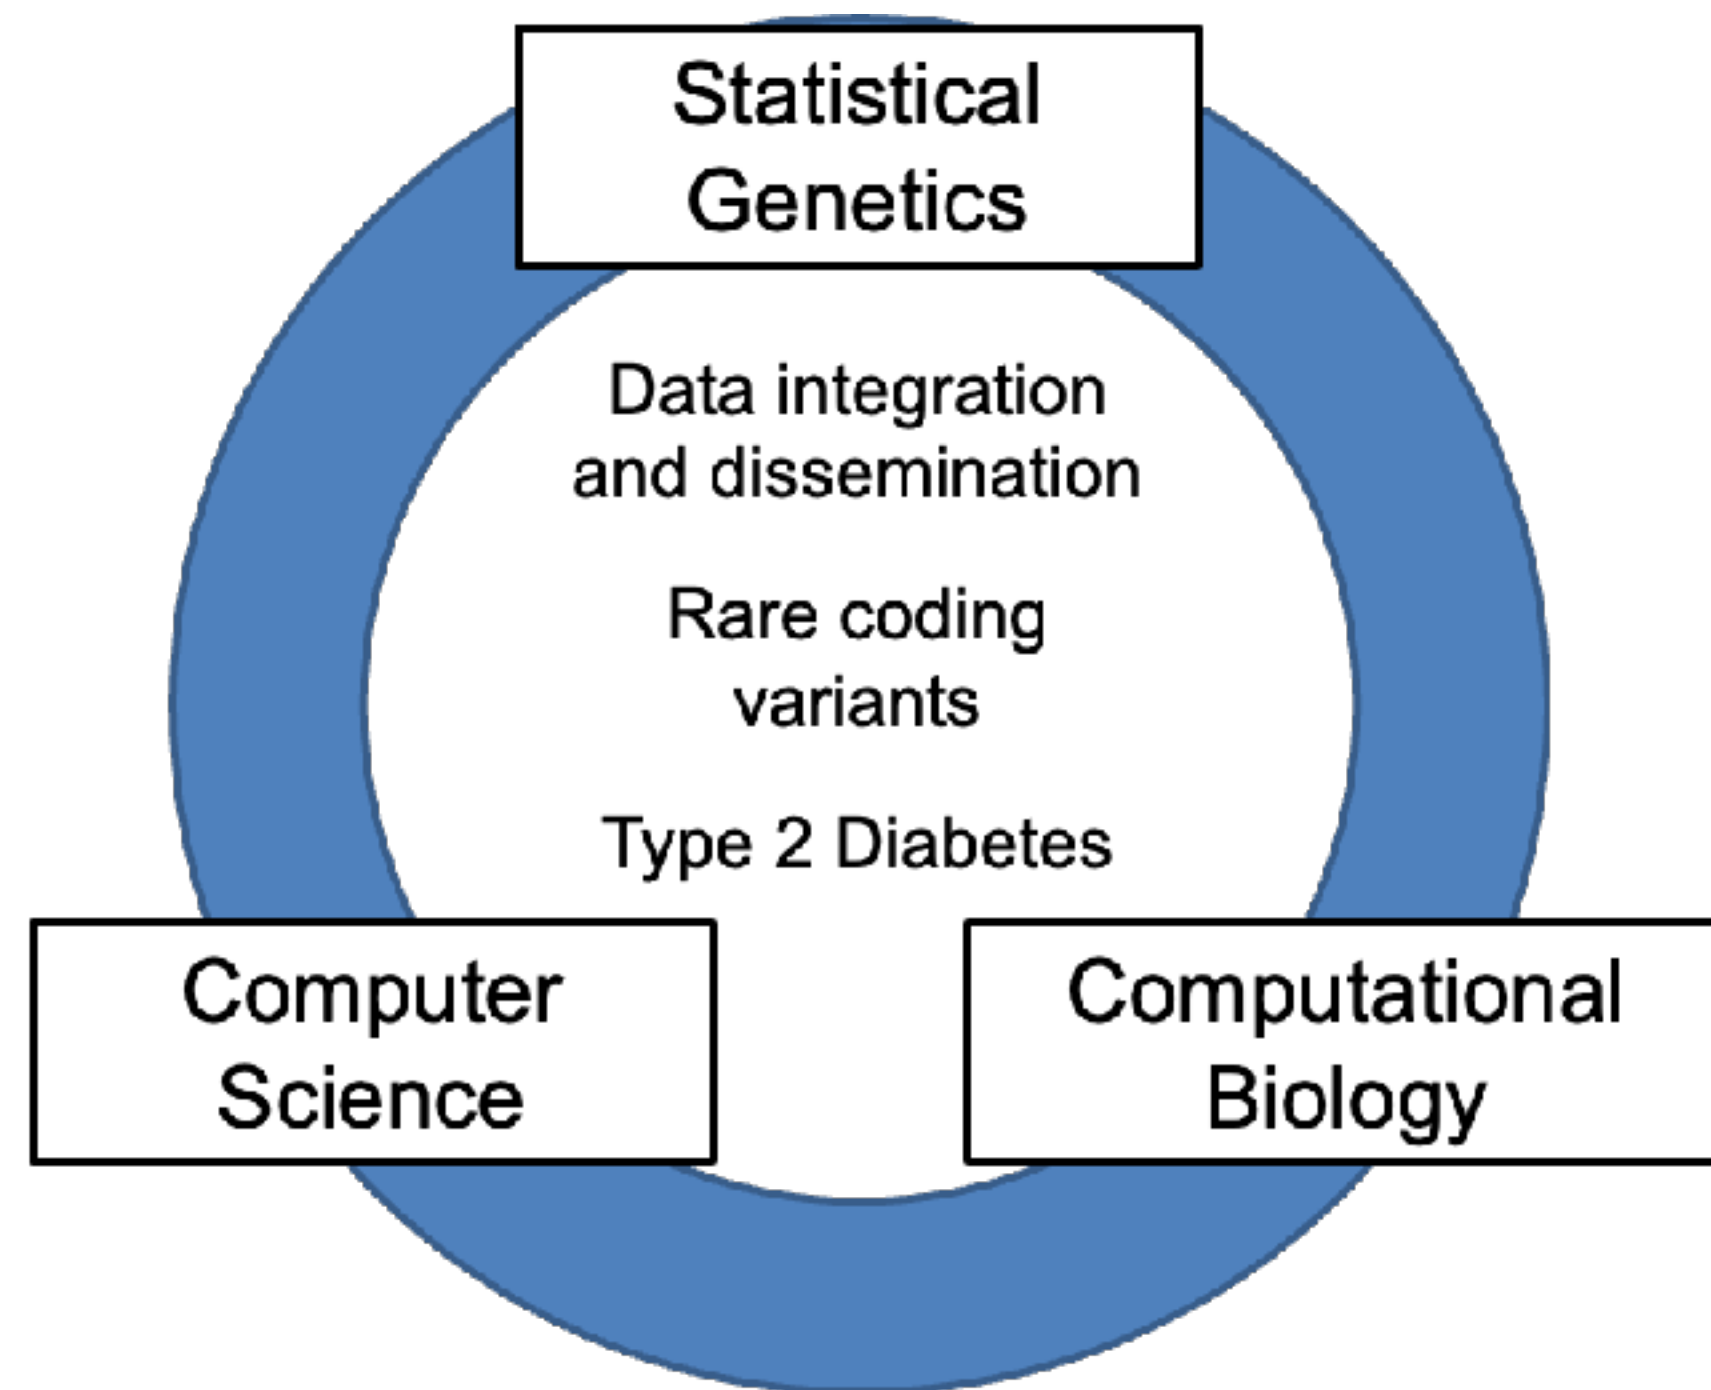 Statistical
Genetics
Data integration
and dissemination
Rare coding
variants
Type 2 Diabetes
Computer
Science
Computational
Biology